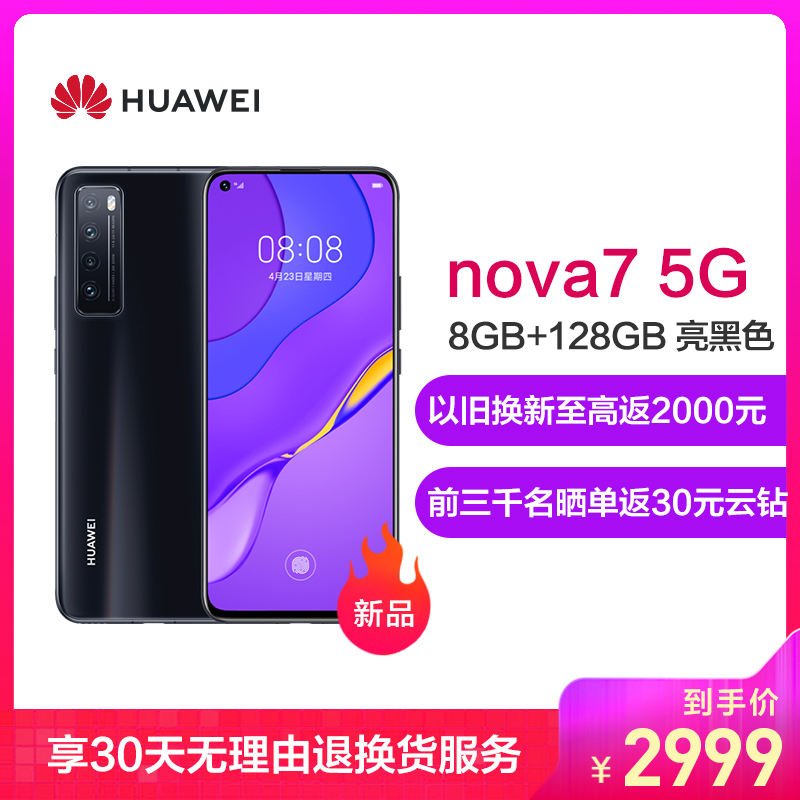 HUAWEI
08:08
4月23日星期四
HUAWEI
新品
nova7 5G
8GB+128GB 亮黑色
以旧换新至高返2000元
前三千名晒单返30元云钻
享30天无理由退换货服务
到手价
¥2999